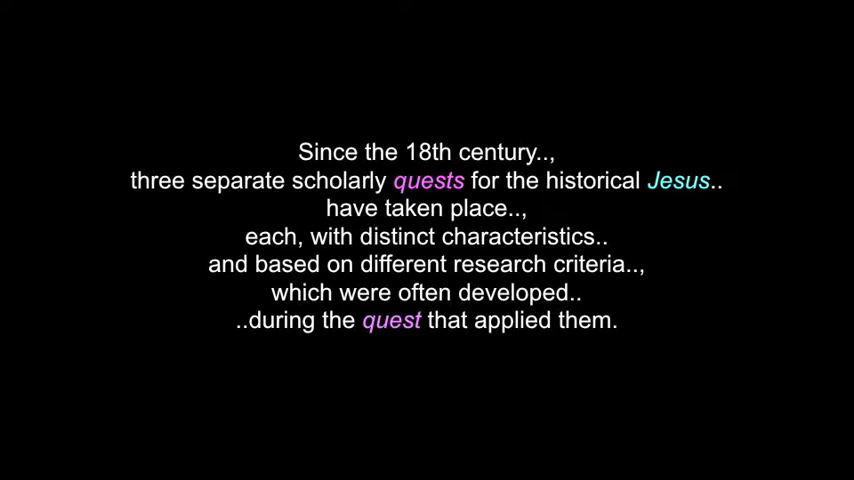 Since the 18th century..,
three separate scholarly quests for the historical Jesus..
have taken place..,
each, with distinct characteristics..
and based on different research criteria..,
which were often developed..
..during the quest that applied them.